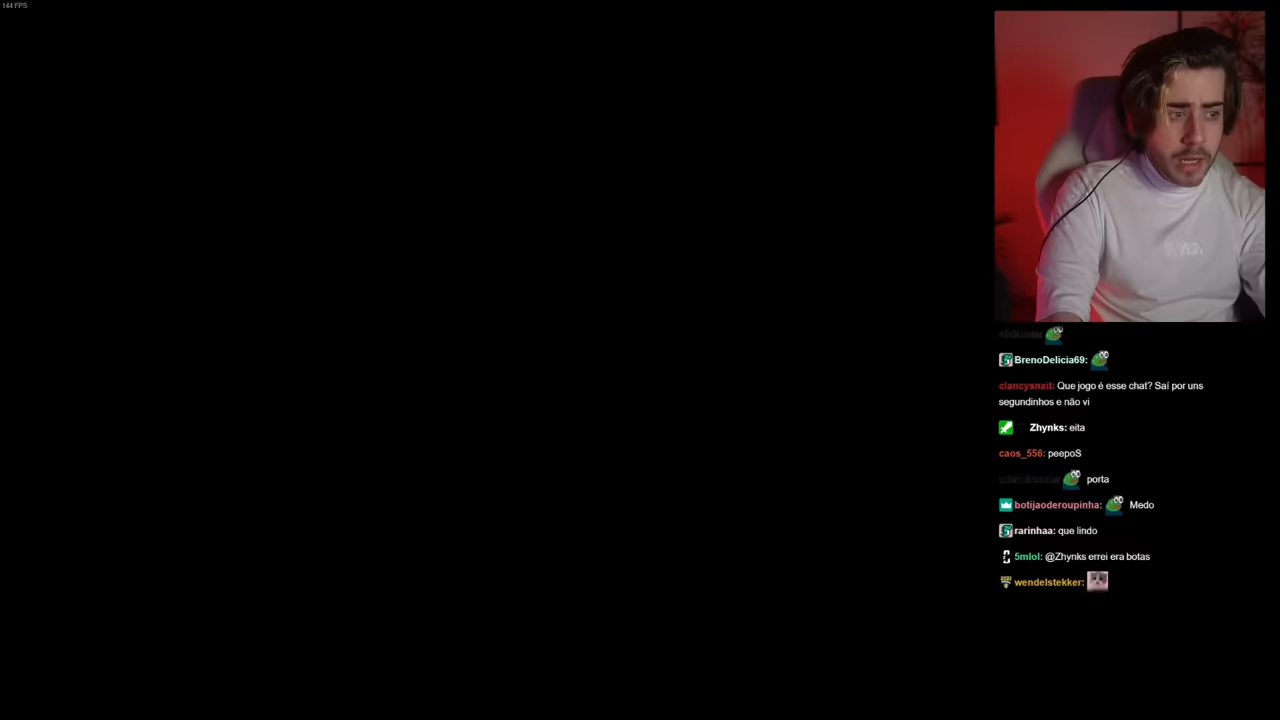 144 FPS
BrenoDelicia69:
clancysnait: Que jogo é esse chat? Saí por uns
segundinhos e não vi
Zhynks: eita
caos_556: peepoS
porta
botijaoderoupinha: Medo
rarinhaa: que lindo
5mlol: @Zhynks errei era botas
wendelstekker: